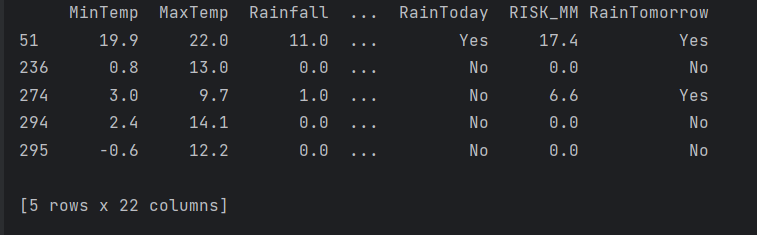 MinTemp MaxTemp Rainfall ... RainToday RISK_MM RainTomorrow
51 19.9 22.0 11.0 ... Yes 17.4 Yes
236 0.8 13.0 0.0 ... No 0.0 No
274 3.0 9.7 1.0 ... No 6.6 Yes
294 2.4 14.1 0.0 ... No 0.0 No
295 -0.6 12.2 0.0 ... No 0.0 No
[5 rows x 22 columns]